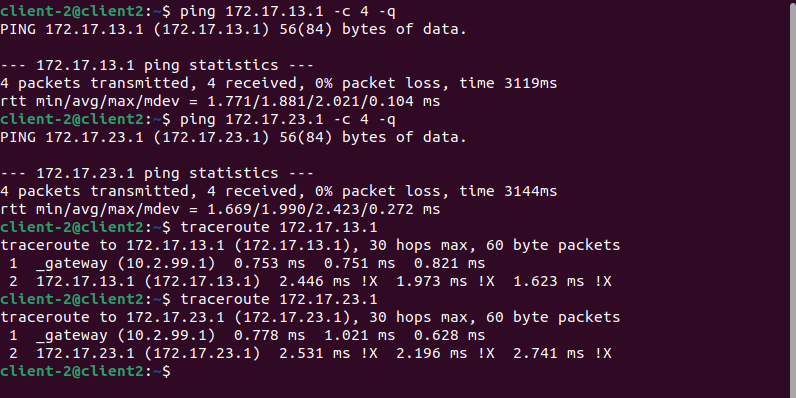 client-2@client2:~$ ping 172.17.13.1 -c 4 -q
PING 172.17.13.1 (172.17.13.1) 56(84) bytes of data.
--- 172.17.13.1 ping statistics ---
4 packets transmitted, 4 received, 0% packet loss, time 3119ms
rtt min/avg/max/mdev = 1.771/1.881/2.021/0.104 ms
client-2@client2:~$ ping 172.17.23.1 -c 4 -q
PING 172.17.23.1 (172.17.23.1) 56(84) bytes of data.
--- 172.17.23.1 ping statistics ---
4 packets transmitted, 4 received, 0% packet loss, time 3144ms
rtt min/avg/max/mdev = 1.669/1.990/2.423/0.272 ms
client-2@client2:~$ traceroute 172.17.13.1
traceroute to 172.17.13.1 (172.17.13.1), 30 hops max, 60 byte packets
 1  _gateway (10.2.99.1)  0.753 ms  0.751 ms  0.821 ms
 2  172.17.13.1 (172.17.13.1)  2.446 ms !X  1.973 ms !X  1.623 ms !X
client-2@client2:~$ traceroute 172.17.23.1
traceroute to 172.17.23.1 (172.17.23.1), 30 hops max, 60 byte packets
 1  _gateway (10.2.99.1)  0.778 ms  1.021 ms  0.628 ms
 2  172.17.23.1 (172.17.23.1)  2.531 ms !X  2.196 ms !X  2.741 ms !X
client-2@client2:~$